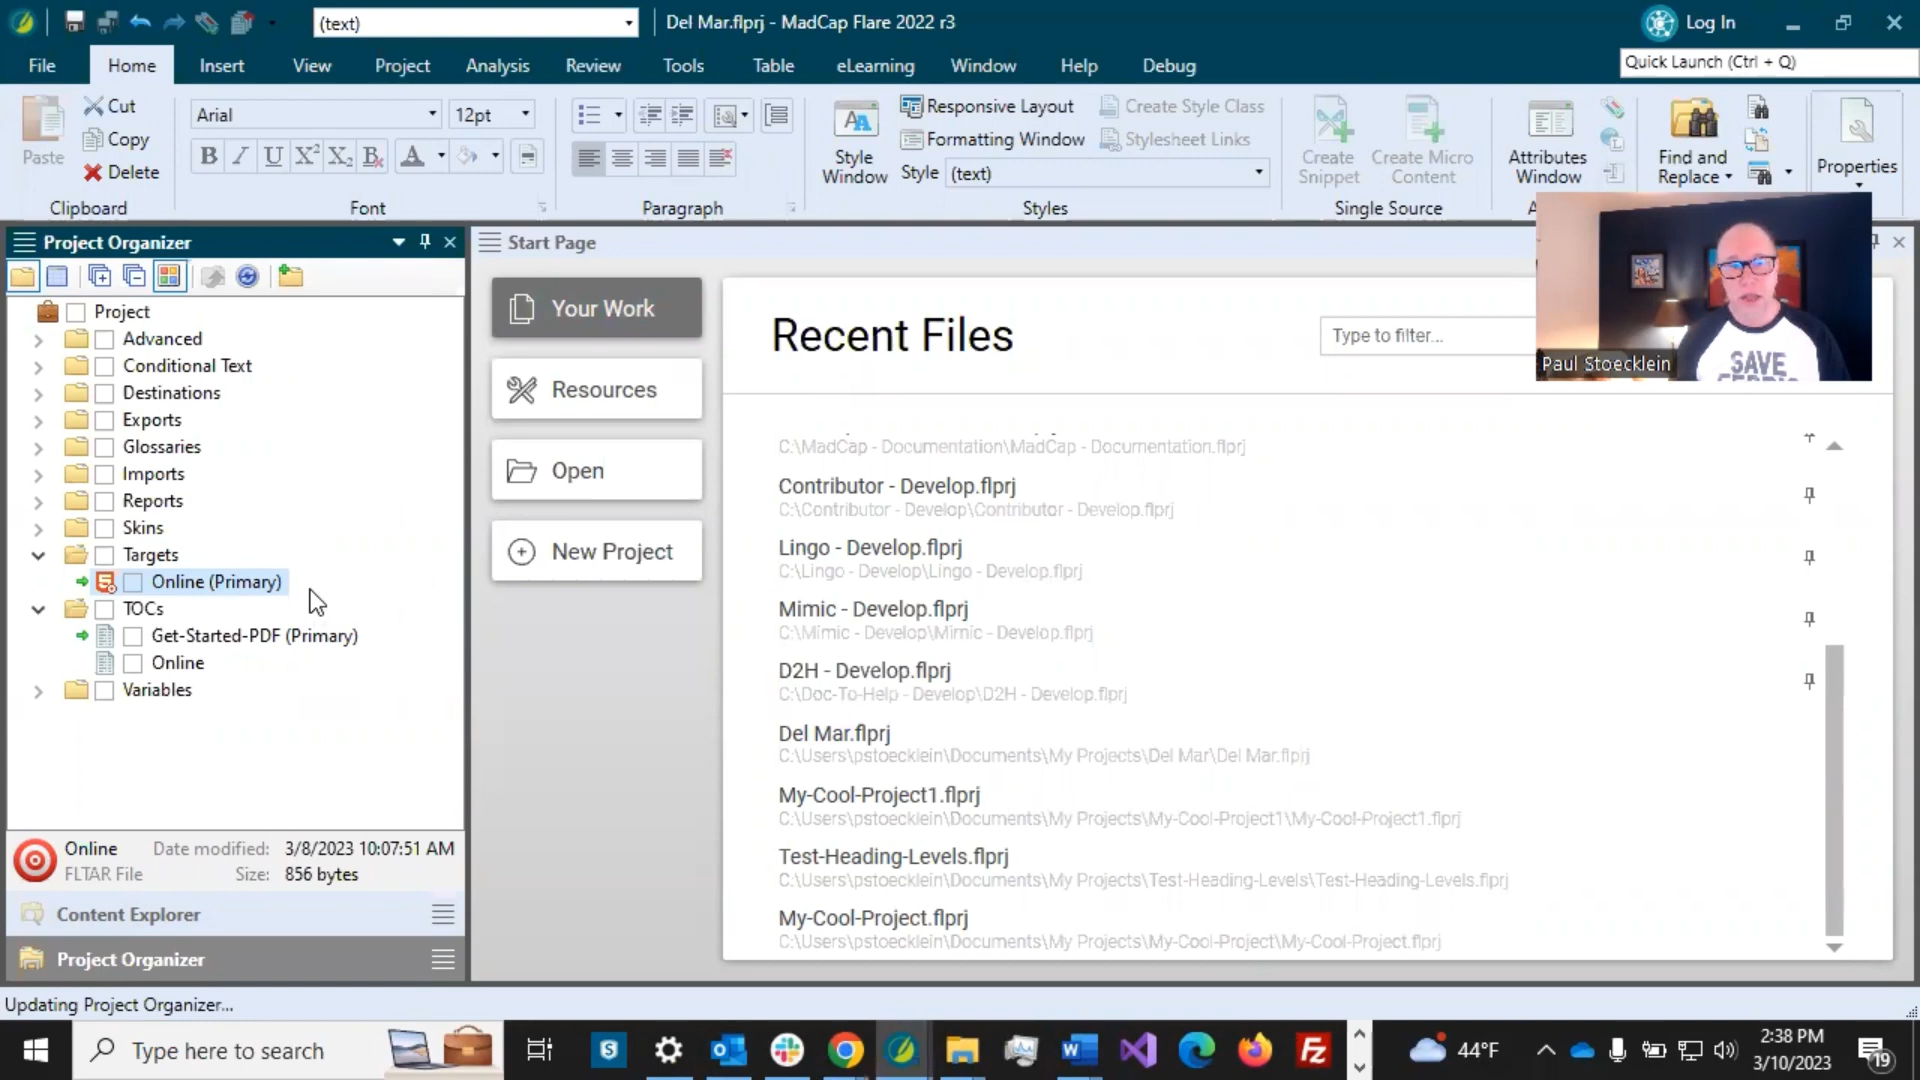 (text)
Del Mar.flprj - MadCap Flare 2022 r3
Log In
File
Home
Insert
View
Project
Analysis
Review
Tools
Table
eLearning
Window
Help
Debug
Quick Launch (Ctrl + Q)
Paste
Cut
Copy
Delete
Clipboard
Arial
12pt
Font
Paragraph
Style Window
Responsive Layout
Formatting Window
Create Style Class
Stylesheet Links
Style
(text)
Styles
Create Snippet
Create Micro Content
Single Source
Attributes Window
Find and Replace
Properties
Project Organizer
Start Page
Project
Advanced
Conditional Text
Destinations
Exports
Glossaries
Imports
Reports
Skins
Targets
Online (Primary)
TOCs
Get-Started-PDF (Primary)
Online
Variables
Online Date modified: 3/8/2023 10:07:51 AM
FLTAR File Size: 856 bytes
Content Explorer
Project Organizer
Your Work
Resources
Open
New Project
Recent Files
Type to filter...
Paul Stoecklein
SAVE
C:\MadCap - Documentation\MadCap - Documentation.flprj
Contributor - Develop.flprj
C:\Contributor - Develop\Contributor - Develop.flprj
Lingo - Develop.flprj
C:\Lingo - Develop\Lingo - Develop.flprj
Mimic - Develop.flprj
C:\Mimic - Develop\Mimic - Develop.flprj
D2H - Develop.flprj
C:\Doc-To-Help - Develop\D2H - Develop.flprj
Del Mar.flprj
C:\Users\pstoecklein\Documents\My Projects\Del Mar\Del Mar.flprj
My-Cool-Project1.flprj
C:\Users\pstoecklein\Documents\My Projects\My-Cool-Project1\My-Cool-Project1.flprj
Test-Heading-Levels.flprj
C:\Users\pstoecklein\Documents\My Projects\Test-Heading-Levels\Test-Heading-Levels.flprj
My-Cool-Project.flprj
C:\Users\pstoecklein\Documents\My Projects\My-Cool-Project\My-Cool-Project.flprj
Updating Project Organizer...
Type here to search
44°F
2:38 PM
3/10/2023
19